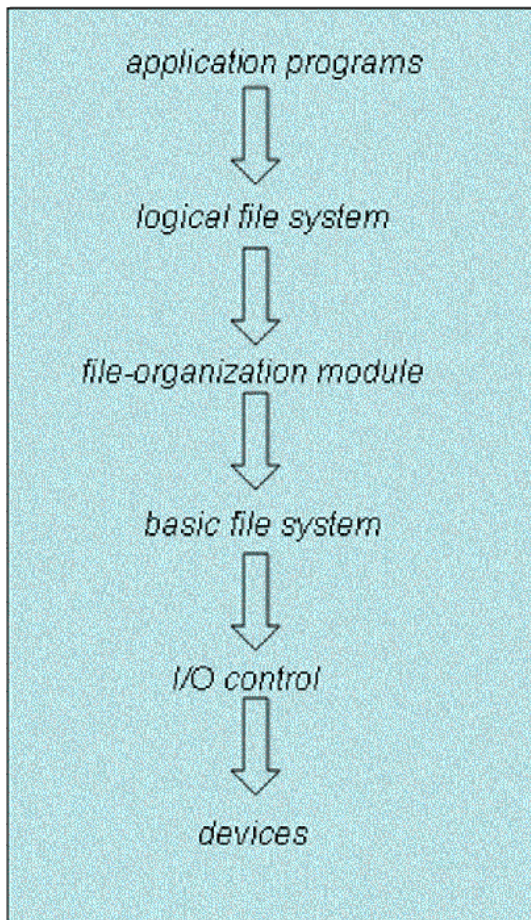 application programs
logical file system
file-organization module
basic file system
I/O control
devices